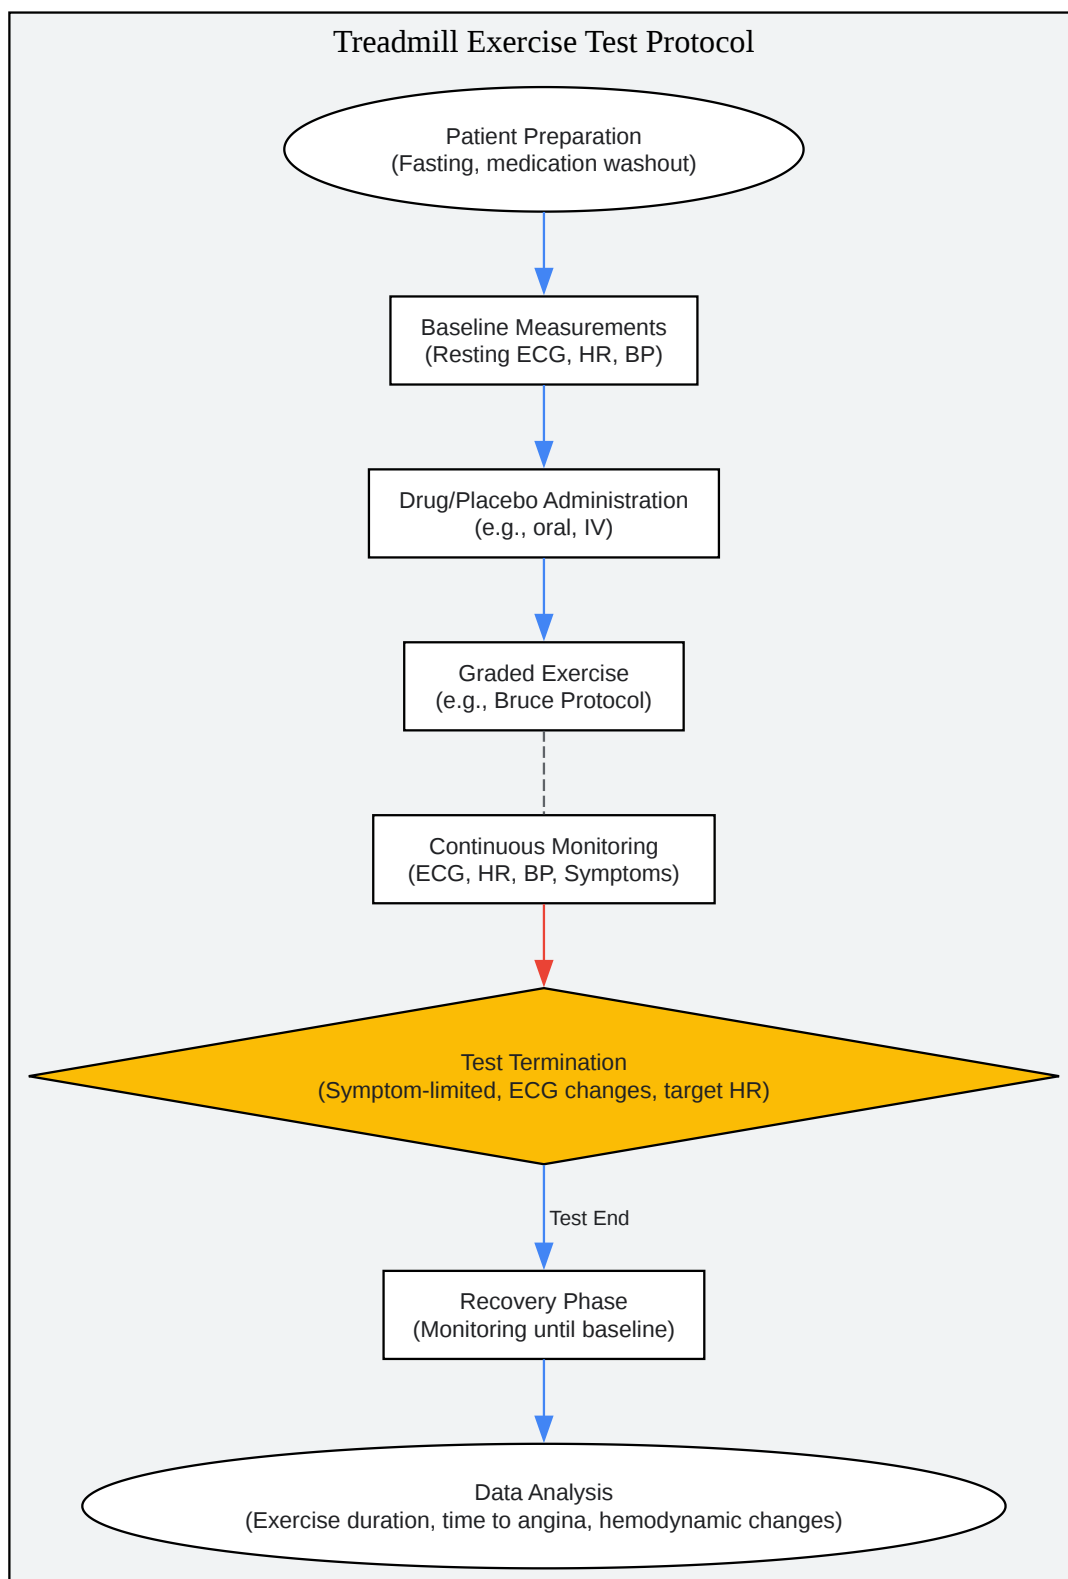 Treadmill Exercise Test Protocol
Patient Preparation
(Fasting, medication washout)
Baseline Measurements
(Resting ECG, HR, BP)
Drug/Placebo Administration
(e.g., oral, IV)
Graded Exercise
(e.g., Bruce Protocol)
Continuous Monitoring
(ECG, HR, BP, Symptoms)
Test Termination
(Symptom-limited, ECG changes, target HR)
Test End
Recovery Phase
(Monitoring until baseline)
Data Analysis
(Exercise duration, time to angina, hemodynamic changes)